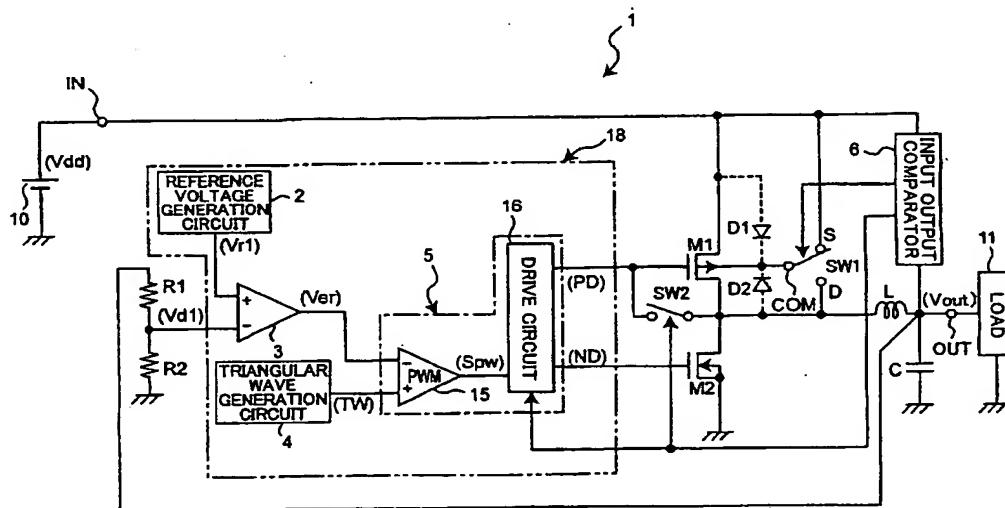 1
IN
(Vdd)
10
18
REFERENCE
VOLTAGE
GENERATION
CIRCUIT
2
(Vr1)
R1
(Vd1)
R2
+
−
3
(Ver)
TRIANGULAR
WAVE
GENERATION
CIRCUIT
4
(TW)
5
−
+
PWM
15
(Spw)
16
DRIVE CIRCUIT
(PD)
(ND)
SW2
M1
M2
D1
D2
S
SW1
COM
D
6
INPUT OUTPUT
COMPARATOR
L
(Vout)
OUT
C
11
LOAD